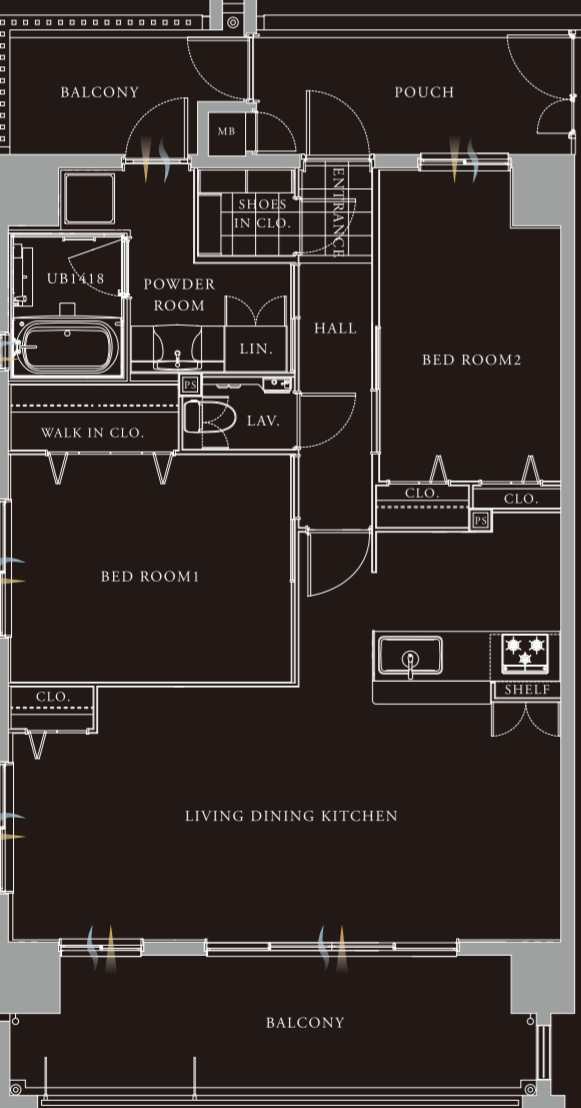 BALCONY
POUCH
MB
SHOES
IN CLO.
ENTRANCE
UB1418
POWDER
ROOM
HALL
LIN.
BED ROOM2
PS
LAV.
WALK IN CLO.
CLO.
CLO.
PS
BED ROOM1
SHELF
CLO.
LIVING DINING KITCHEN
BALCONY